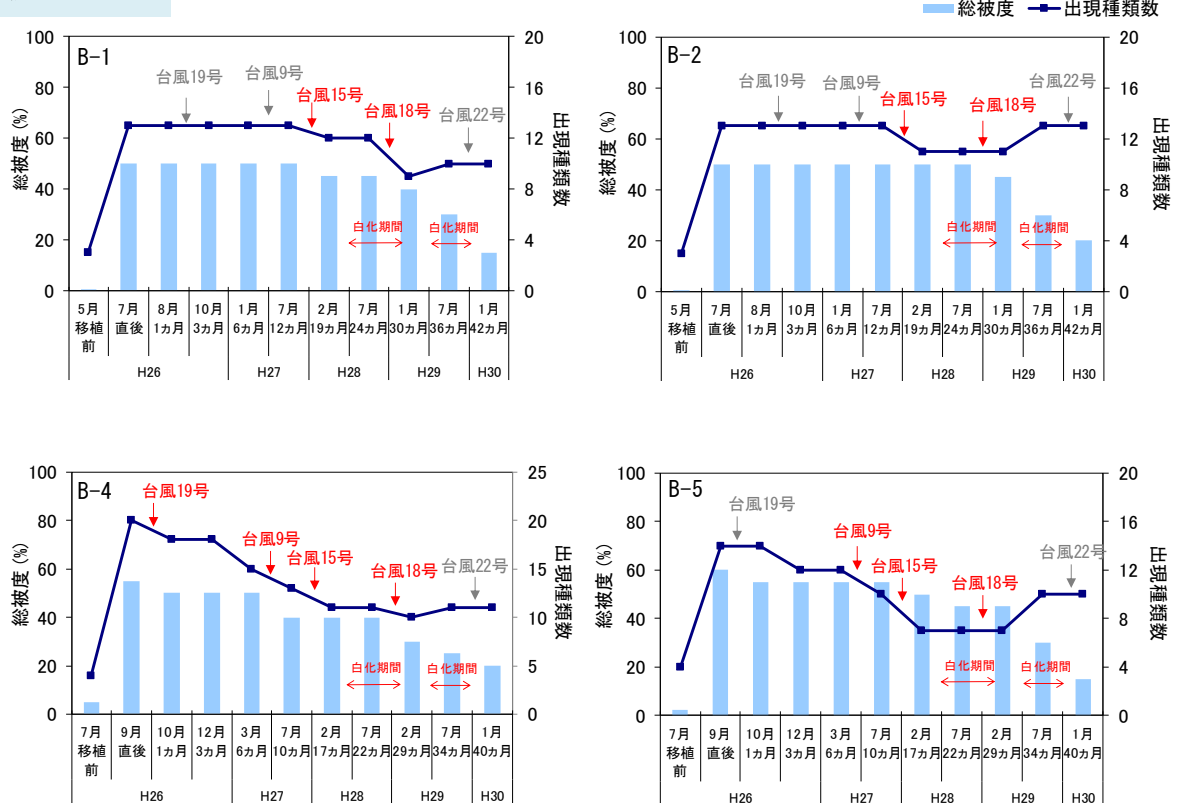 総被度 出現種類数
B-1
100 20
80 16
60 12
40 8
20 4
0 0
総被度 (%)
出現種類数
台風19号 台風9号 台風15号 台風18号 台風22号
白化期間 白化期間
5月 7月 8月 10月 1月 7月 2月 7月 1月 7月 1月
移植 直後 1ヵ月 3ヵ月 6ヵ月 12ヵ月 19ヵ月 24ヵ月 30ヵ月 36ヵ月 42ヵ月
前
H26 H27 H28 H29 H30
B-2
100 20
80 16
60 12
40 8
20 4
0 0
総被度 (%)
出現種類数
台風19号 台風9号 台風15号 台風18号 台風22号
白化期間 白化期間
5月 7月 8月 10月 1月 7月 2月 7月 1月 7月 1月
移植 直後 1ヵ月 3ヵ月 6ヵ月 12ヵ月 19ヵ月 24ヵ月 30ヵ月 36ヵ月 42ヵ月
前
H26 H27 H28 H29 H30
B-4
100 25
80 20
60 15
40 10
20 5
0 0
総被度 (%)
出現種類数
台風19号 台風9号 台風15号 台風18号 台風22号
白化期間 白化期間
7月 9月 10月 12月 3月 7月 2月 7月 1月 7月 1月
移植 直後 1ヵ月 3ヵ月 6ヵ月 10ヵ月 17ヵ月 22ヵ月 29ヵ月 34ヵ月 40ヵ月
前
H26 H27 H28 H29 H30
B-5
100 20
80 16
60 12
40 8
20 4
0 0
総被度 (%)
出現種類数
台風19号 台風9号 台風15号 台風18号 台風22号
白化期間 白化期間
7月 9月 10月 12月 3月 7月 2月 7月 1月 7月 1月
移植 直後 1ヵ月 3ヵ月 6ヵ月 10ヵ月 17ヵ月 22ヵ月 29ヵ月 34ヵ月 40ヵ月
前
H26 H27 H28 H29 H30